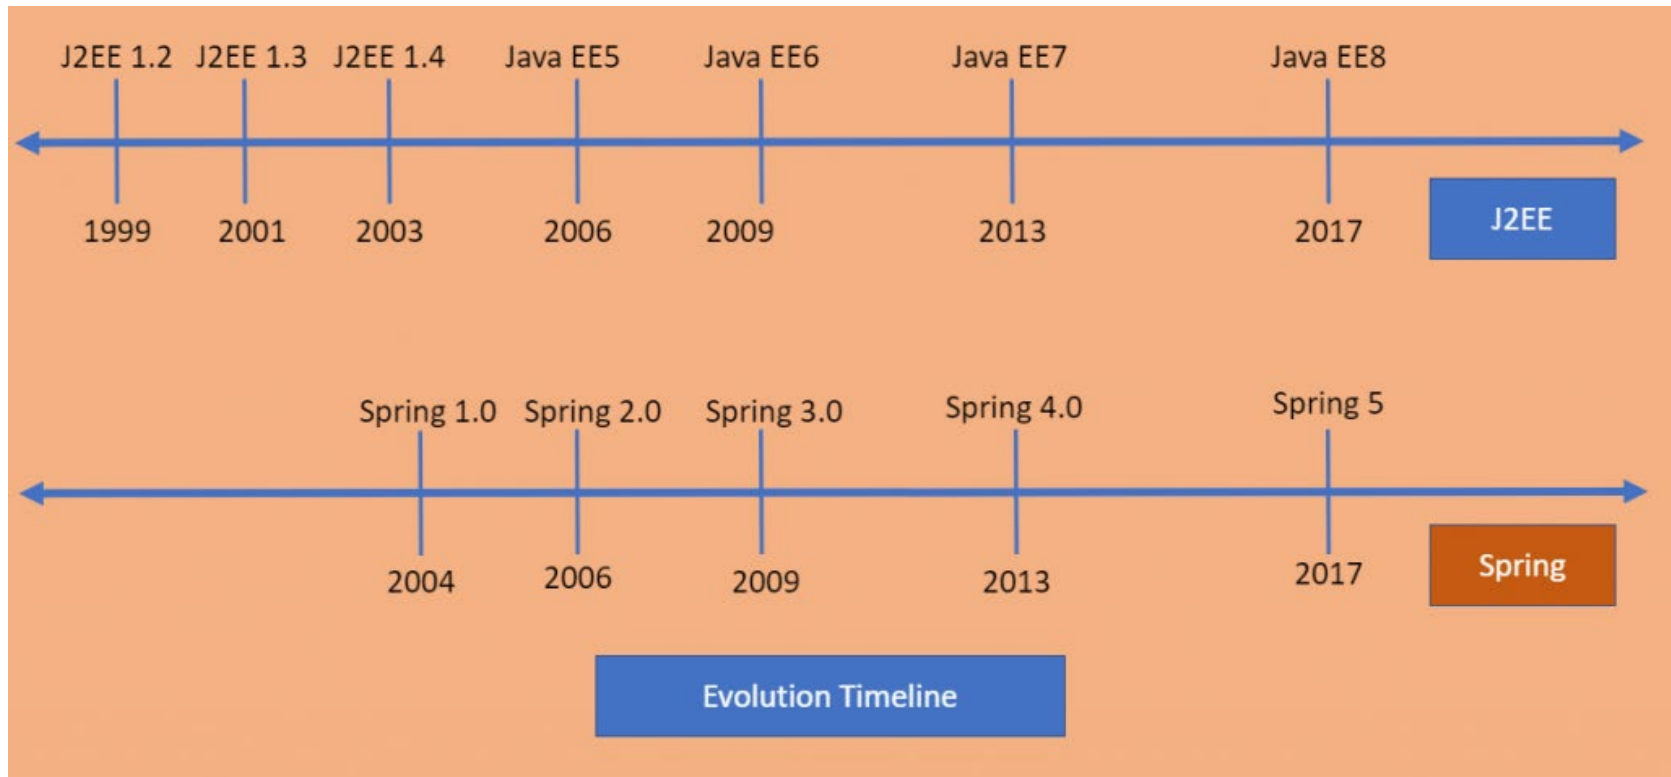 J2EE 1.2 J2EE 1.3 J2EE 1.4 Java EE5 Java EE6 Java EE7 Java EE8
1999 2001 2003 2006 2009 2013 2017
J2EE
Spring 1.0 Spring 2.0 Spring 3.0 Spring 4.0 Spring 5
2004 2006 2009 2013 2017
Spring
Evolution Timeline